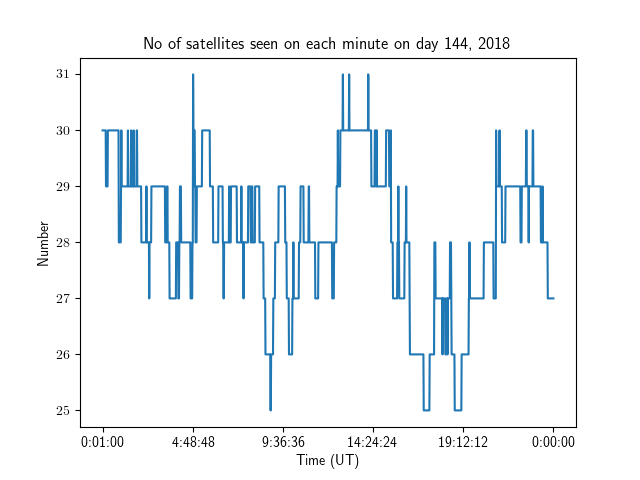 No of satellites seen on each minute on day 144, 2018
31
30
29
28
27
26
25
Number
0:01:00 4:48:48 9:36:36 14:24:24 19:12:12 0:00:00
Time (UT)